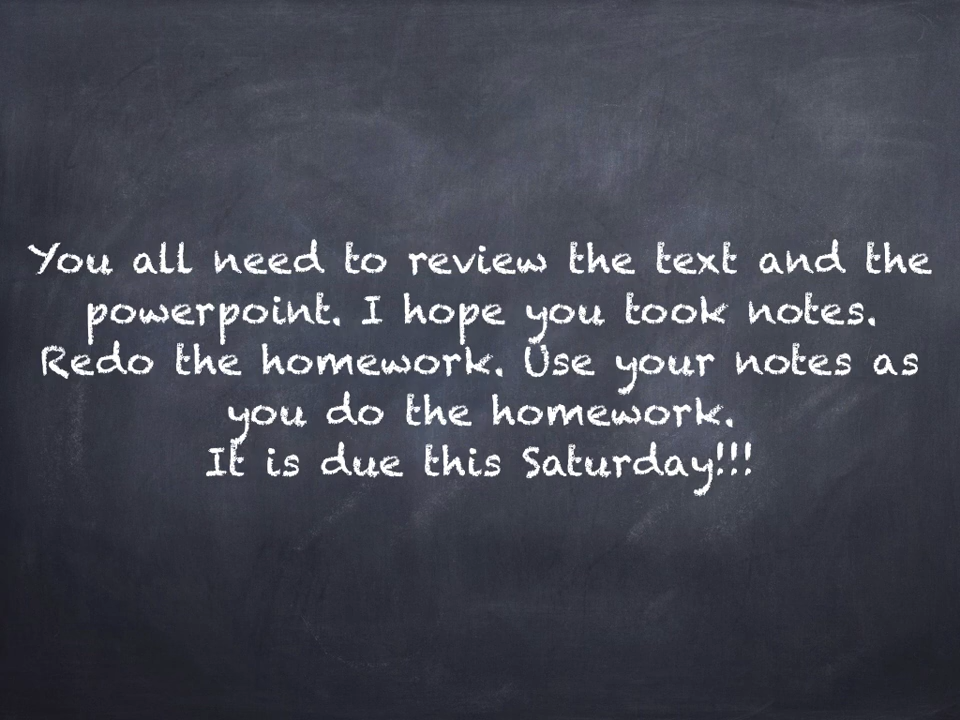 You all need to review the text and the
powerpoint. I hope you took notes.
Redo the homework. Use your notes as
you do the homework.
It is due this Saturday!!!